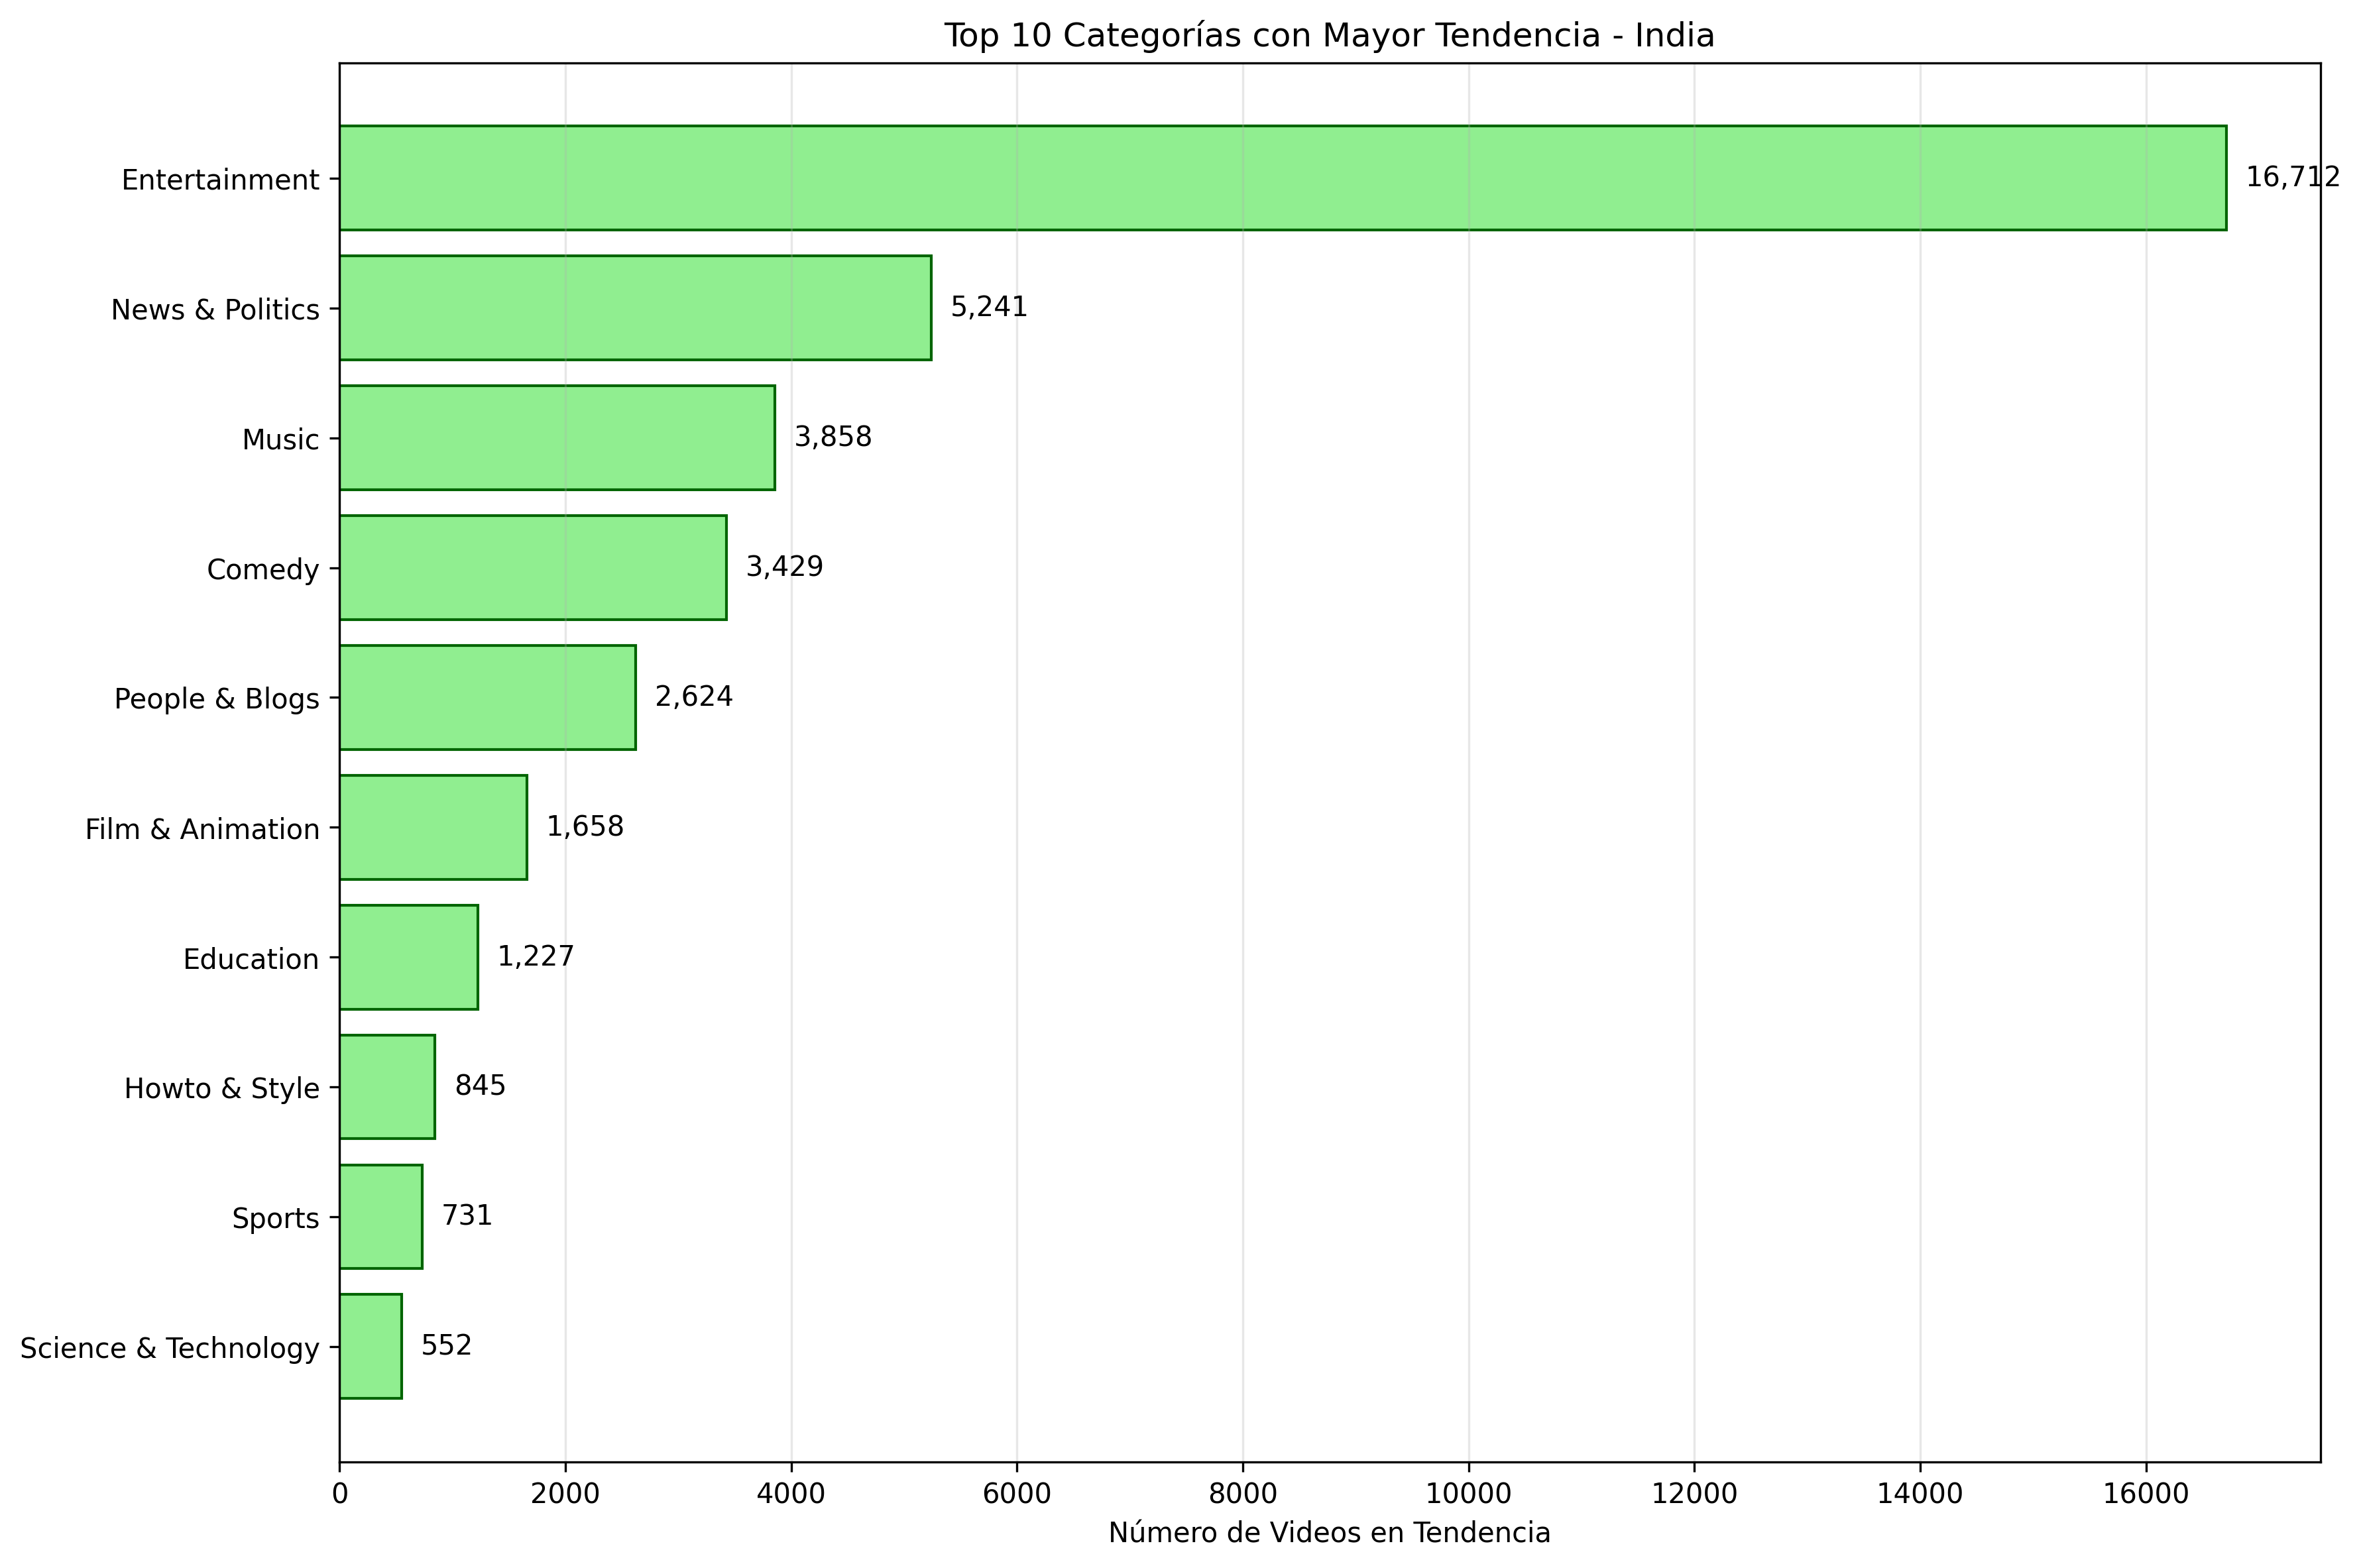 Top 10 Categorías con Mayor Tendencia - India
Entertainment 16,712
News & Politics 5,241
Music 3,858
Comedy 3,429
People & Blogs 2,624
Film & Animation 1,658
Education 1,227
Howto & Style 845
Sports 731
Science & Technology 552
0 2000 4000 6000 8000 10000 12000 14000 16000
Número de Videos en Tendencia